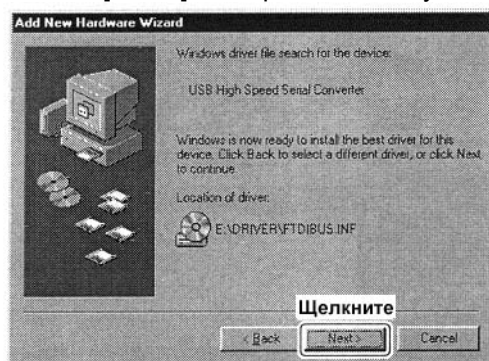 Add New Hardware Wizard
Windows driver file search for the device:
USB High Speed Serial Converter
Windows is now ready to install the best driver for this
device. Click Back to select a different driver, or click Next
to continue.
Location of driver:
E:\DRIVER\FTDIBUS.INF
Щелкните
< Back
Next >
Cancel